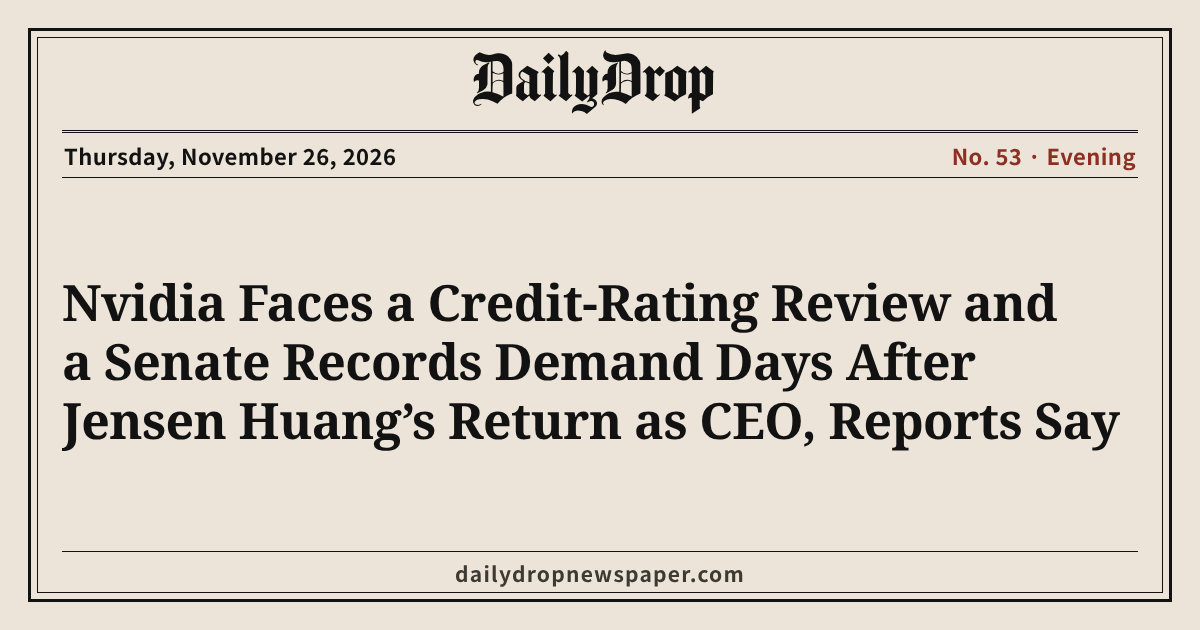 DailyDrop
Thursday, November 26, 2026
No. 53 · Evening
Nvidia Faces a Credit-Rating Review and
a Senate Records Demand Days After
Jensen Huang’s Return as CEO, Reports Say
dailydropnewspaper.com